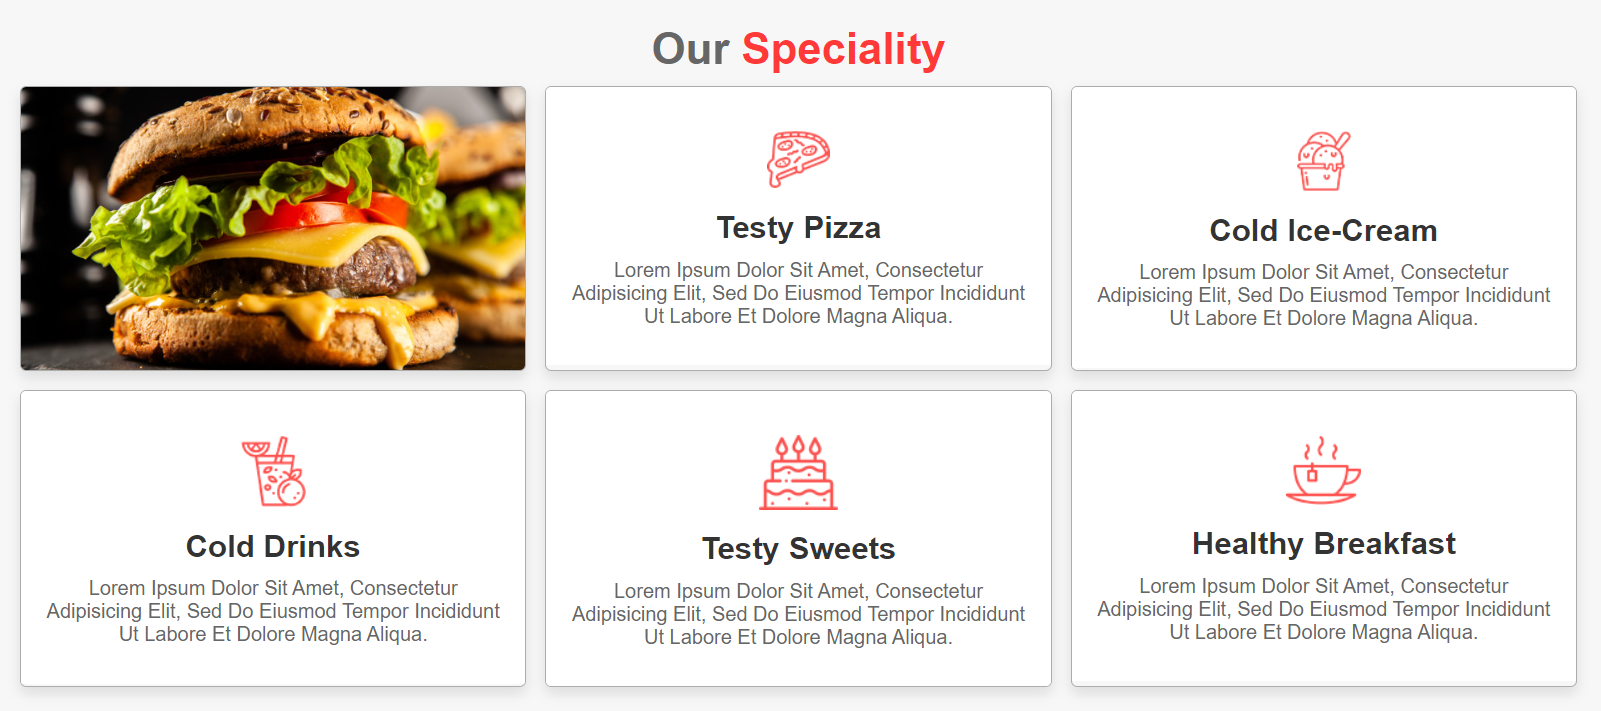 Our Speciality
Testy Pizza
Lorem Ipsum Dolor Sit Amet, Consectetur
Adipisicing Elit, Sed Do Eiusmod Tempor Incididunt
Ut Labore Et Dolore Magna Aliqua.
Cold Ice-Cream
Lorem Ipsum Dolor Sit Amet, Consectetur
Adipisicing Elit, Sed Do Eiusmod Tempor Incididunt
Ut Labore Et Dolore Magna Aliqua.
Cold Drinks
Lorem Ipsum Dolor Sit Amet, Consectetur
Adipisicing Elit, Sed Do Eiusmod Tempor Incididunt
Ut Labore Et Dolore Magna Aliqua.
Testy Sweets
Lorem Ipsum Dolor Sit Amet, Consectetur
Adipisicing Elit, Sed Do Eiusmod Tempor Incididunt
Ut Labore Et Dolore Magna Aliqua.
Healthy Breakfast
Lorem Ipsum Dolor Sit Amet, Consectetur
Adipisicing Elit, Sed Do Eiusmod Tempor Incididunt
Ut Labore Et Dolore Magna Aliqua.